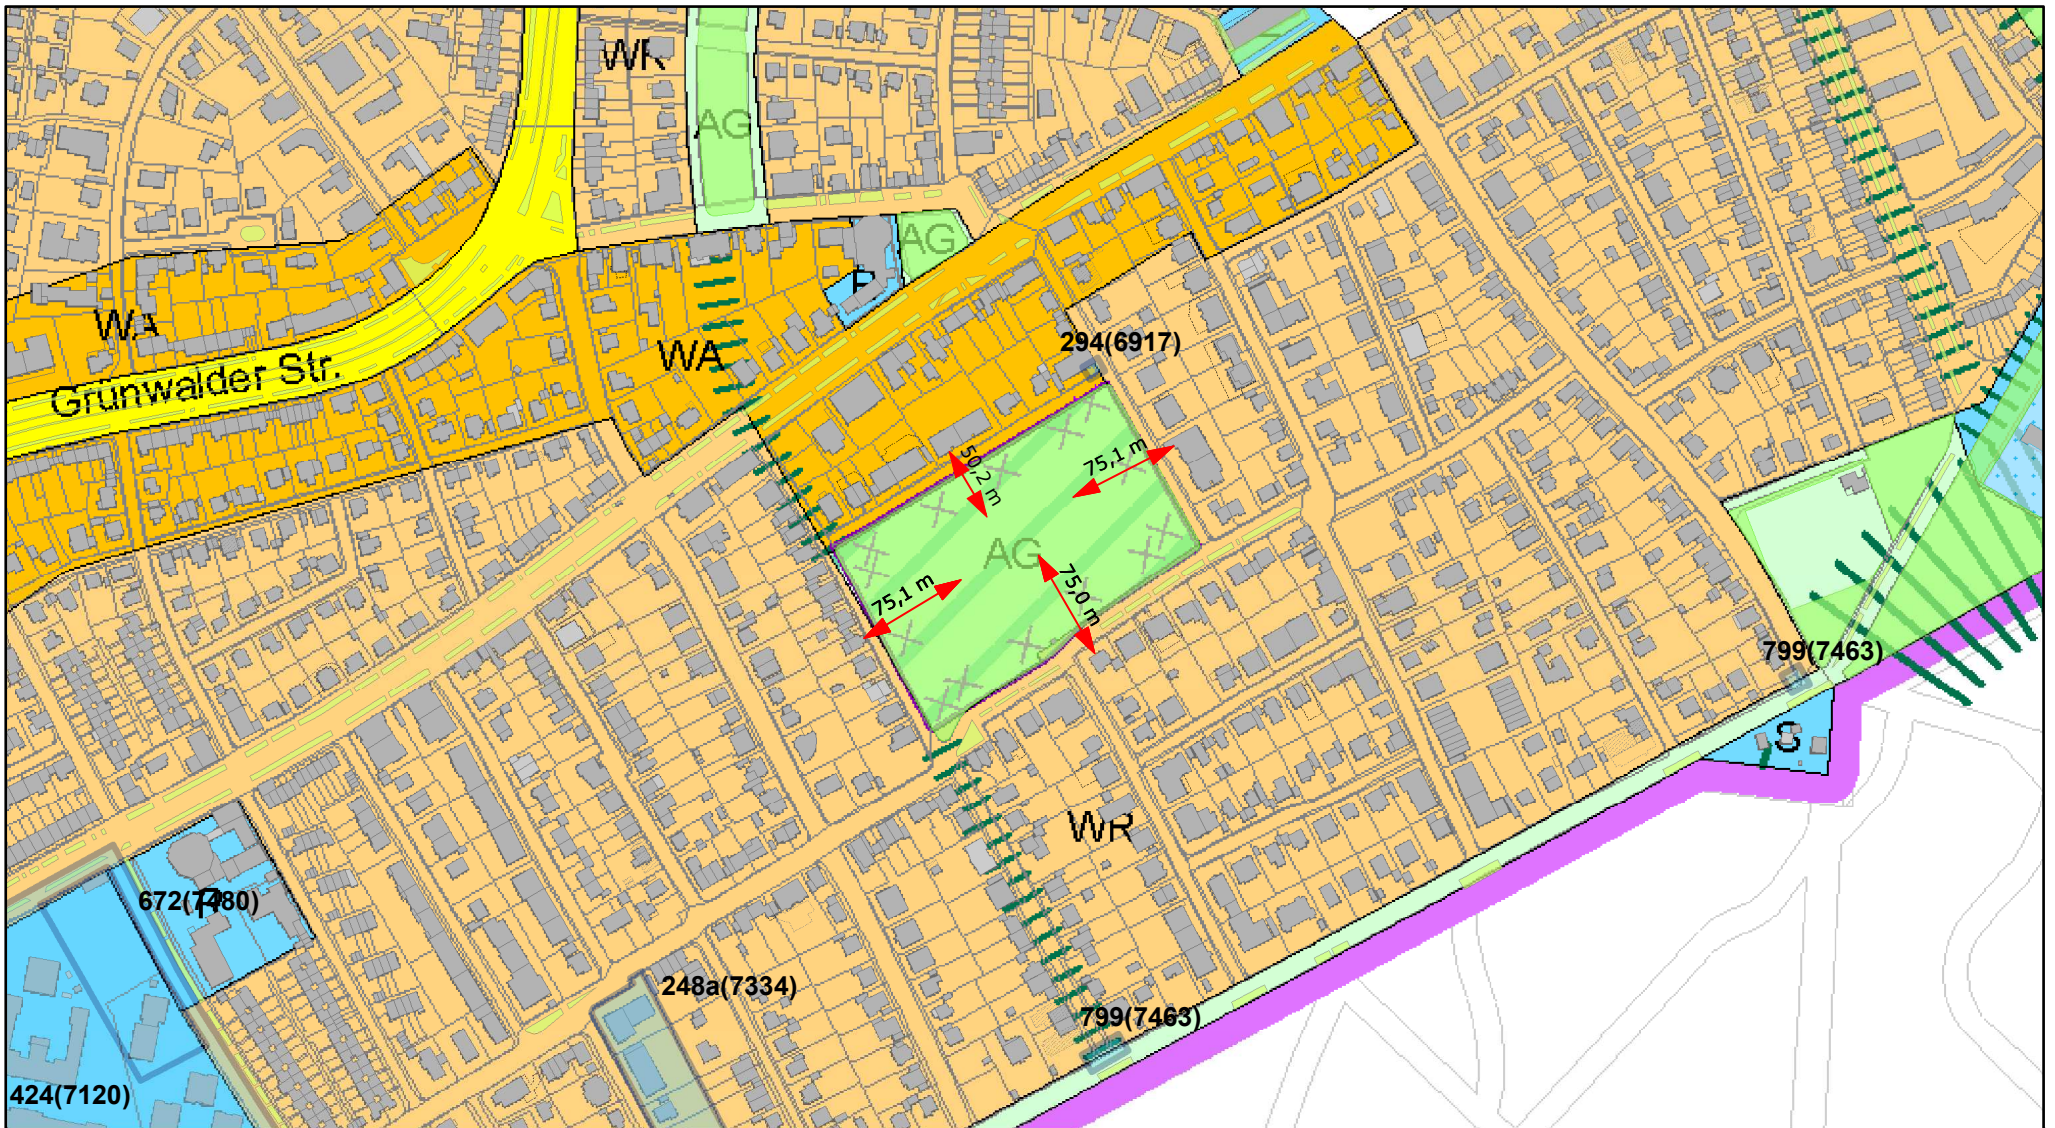 WR
AG
AG
WA
WA
Grünwalder Str.
294(6917)
50,2 m
75,1 m
AG
75,1 m
75,0 m
799(7463)
S
WR
672(7480)
248a(7334)
799(7463)
424(7120)